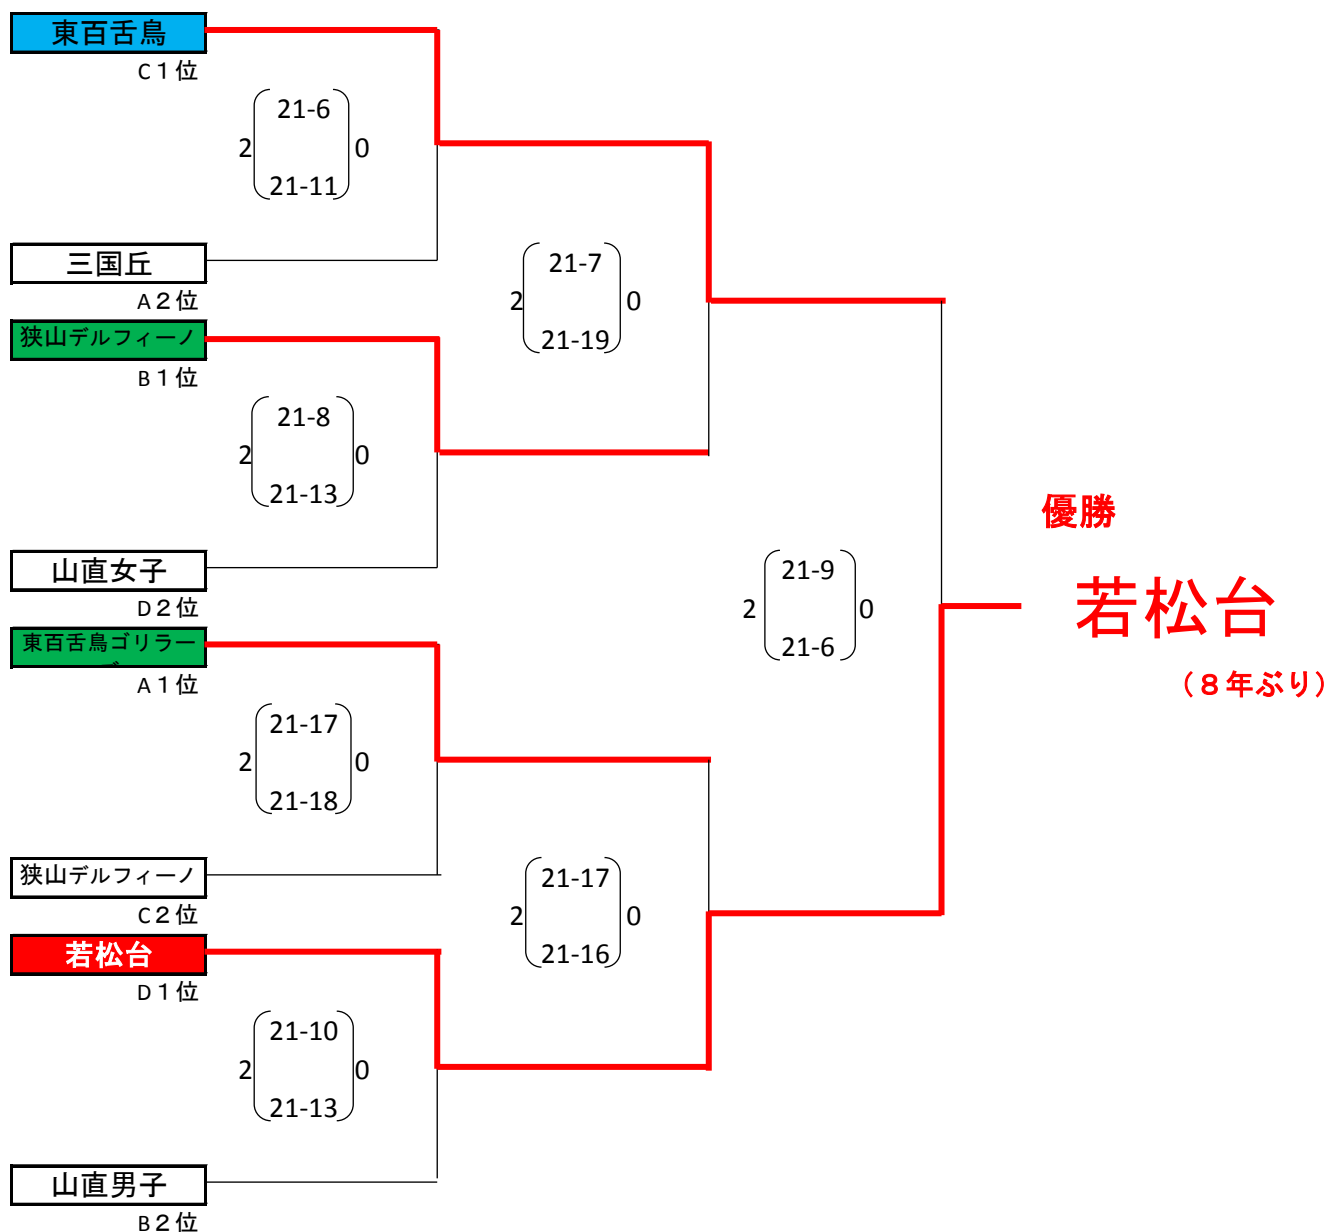 東百舌鳥
C１位
21-6
2 0
21-11
三国丘
A２位
21-7
2 0
21-19
狭山デルフィーノ
B１位
21-8
2 0
21-13
山直女子
D２位
優勝
若松台
（８年ぶり）
21-9
2 0
21-6
東百舌鳥ゴリラー
A１位
21-17
2 0
21-18
狭山デルフィーノ
C２位
21-17
2 0
21-16
若松台
D１位
21-10
2 0
21-13
山直男子
B２位